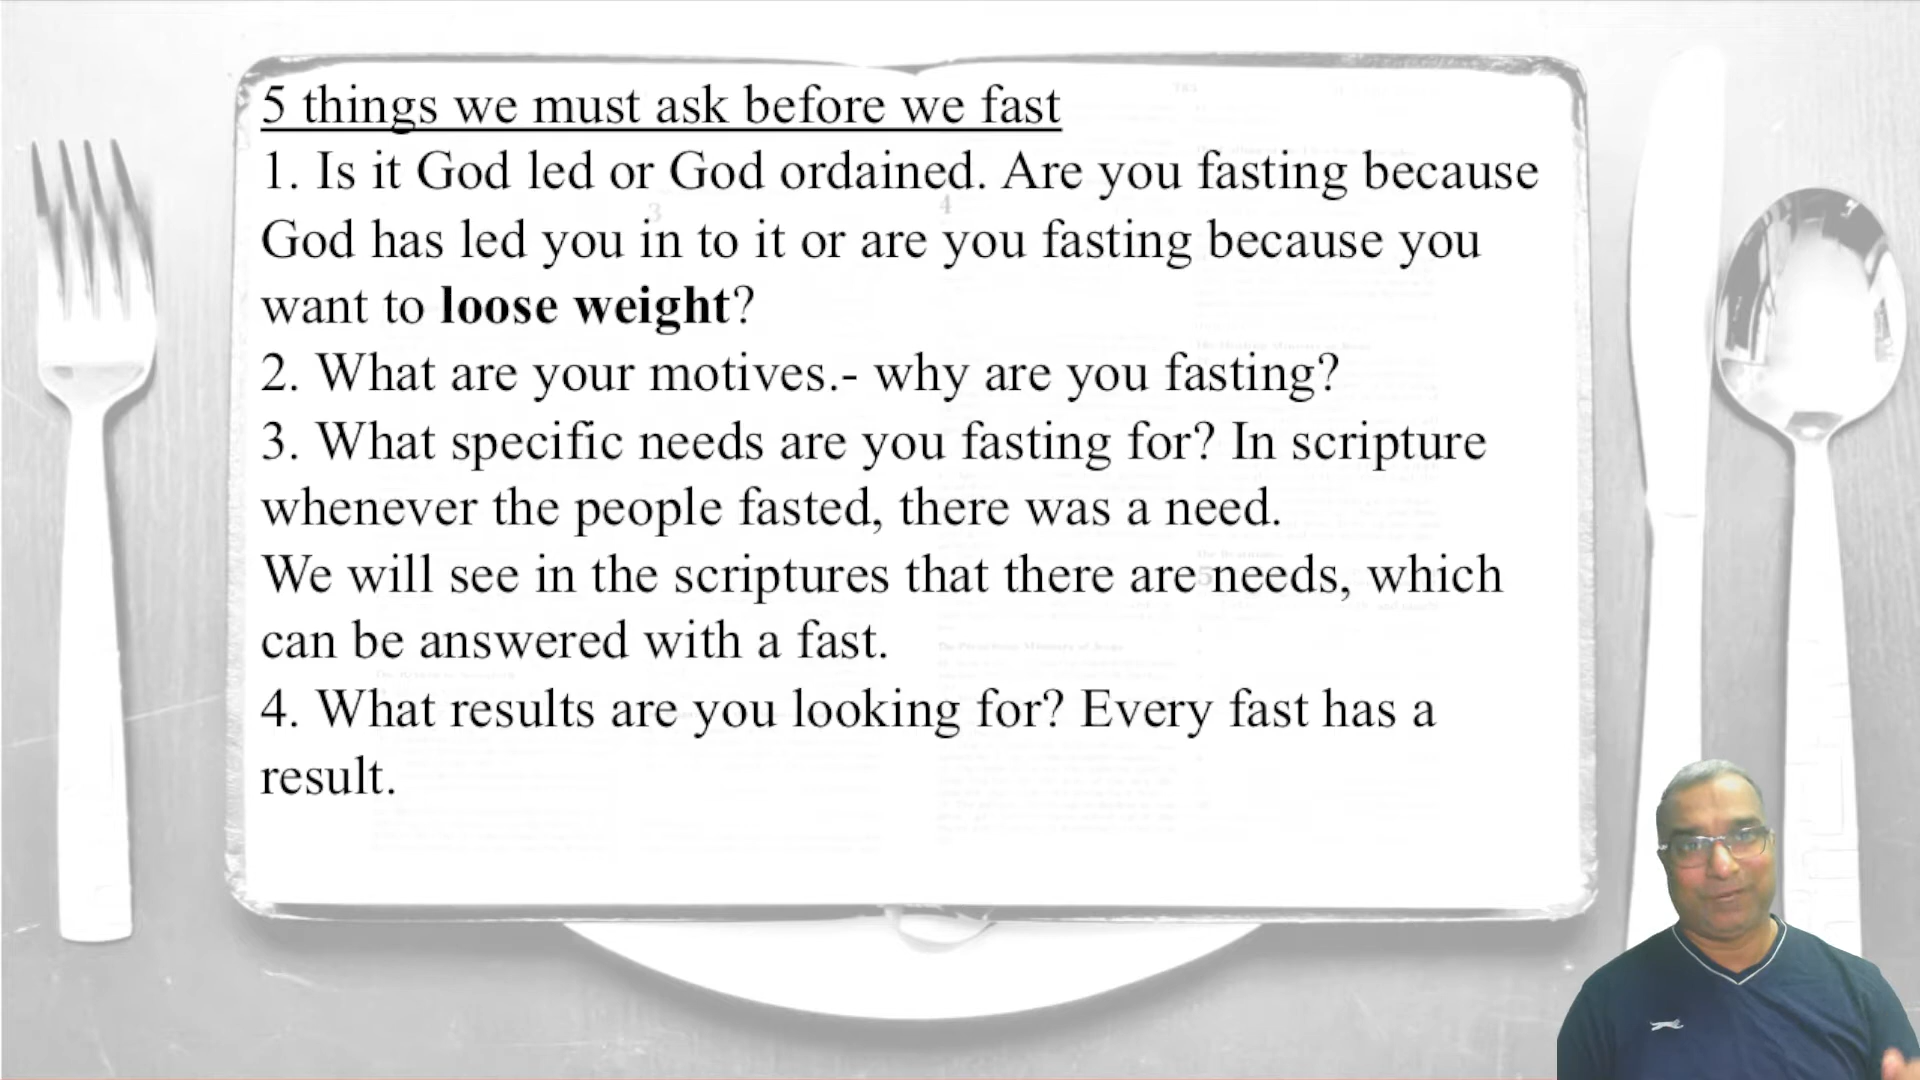 5 things we must ask before we fast
1. Is it God led or God ordained. Are you fasting because
God has led you in to it or are you fasting because you
want to loose weight?
2. What are your motives.- why are you fasting?
3. What specific needs are you fasting for? In scripture
whenever the people fasted, there was a need.
We will see in the scriptures that there are needs, which
can be answered with a fast.
4. What results are you looking for? Every fast has a
result.